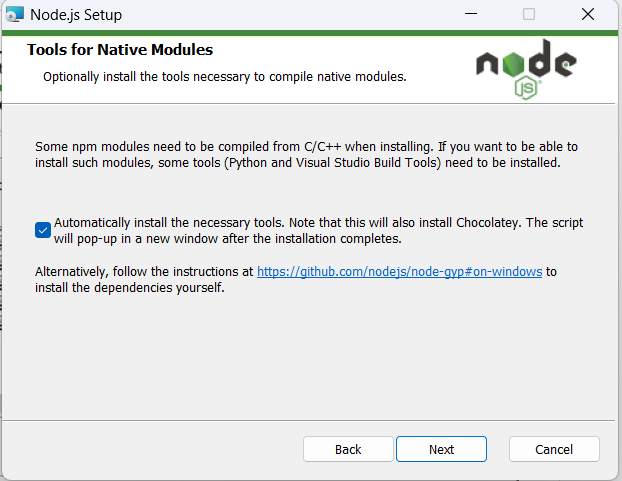 Node.js Setup
Tools for Native Modules
Optionally install the tools necessary to compile native modules.
node
JS
Some npm modules need to be compiled from C/C++ when installing. If you want to be able to
install such modules, some tools (Python and Visual Studio Build Tools) need to be installed.
Automatically install the necessary tools. Note that this will also install Chocolatey. The script
will pop-up in a new window after the installation completes.
Alternatively, follow the instructions at https://github.com/nodejs/node-gyp#on-windows to
install the dependencies yourself.
Back
Next
Cancel